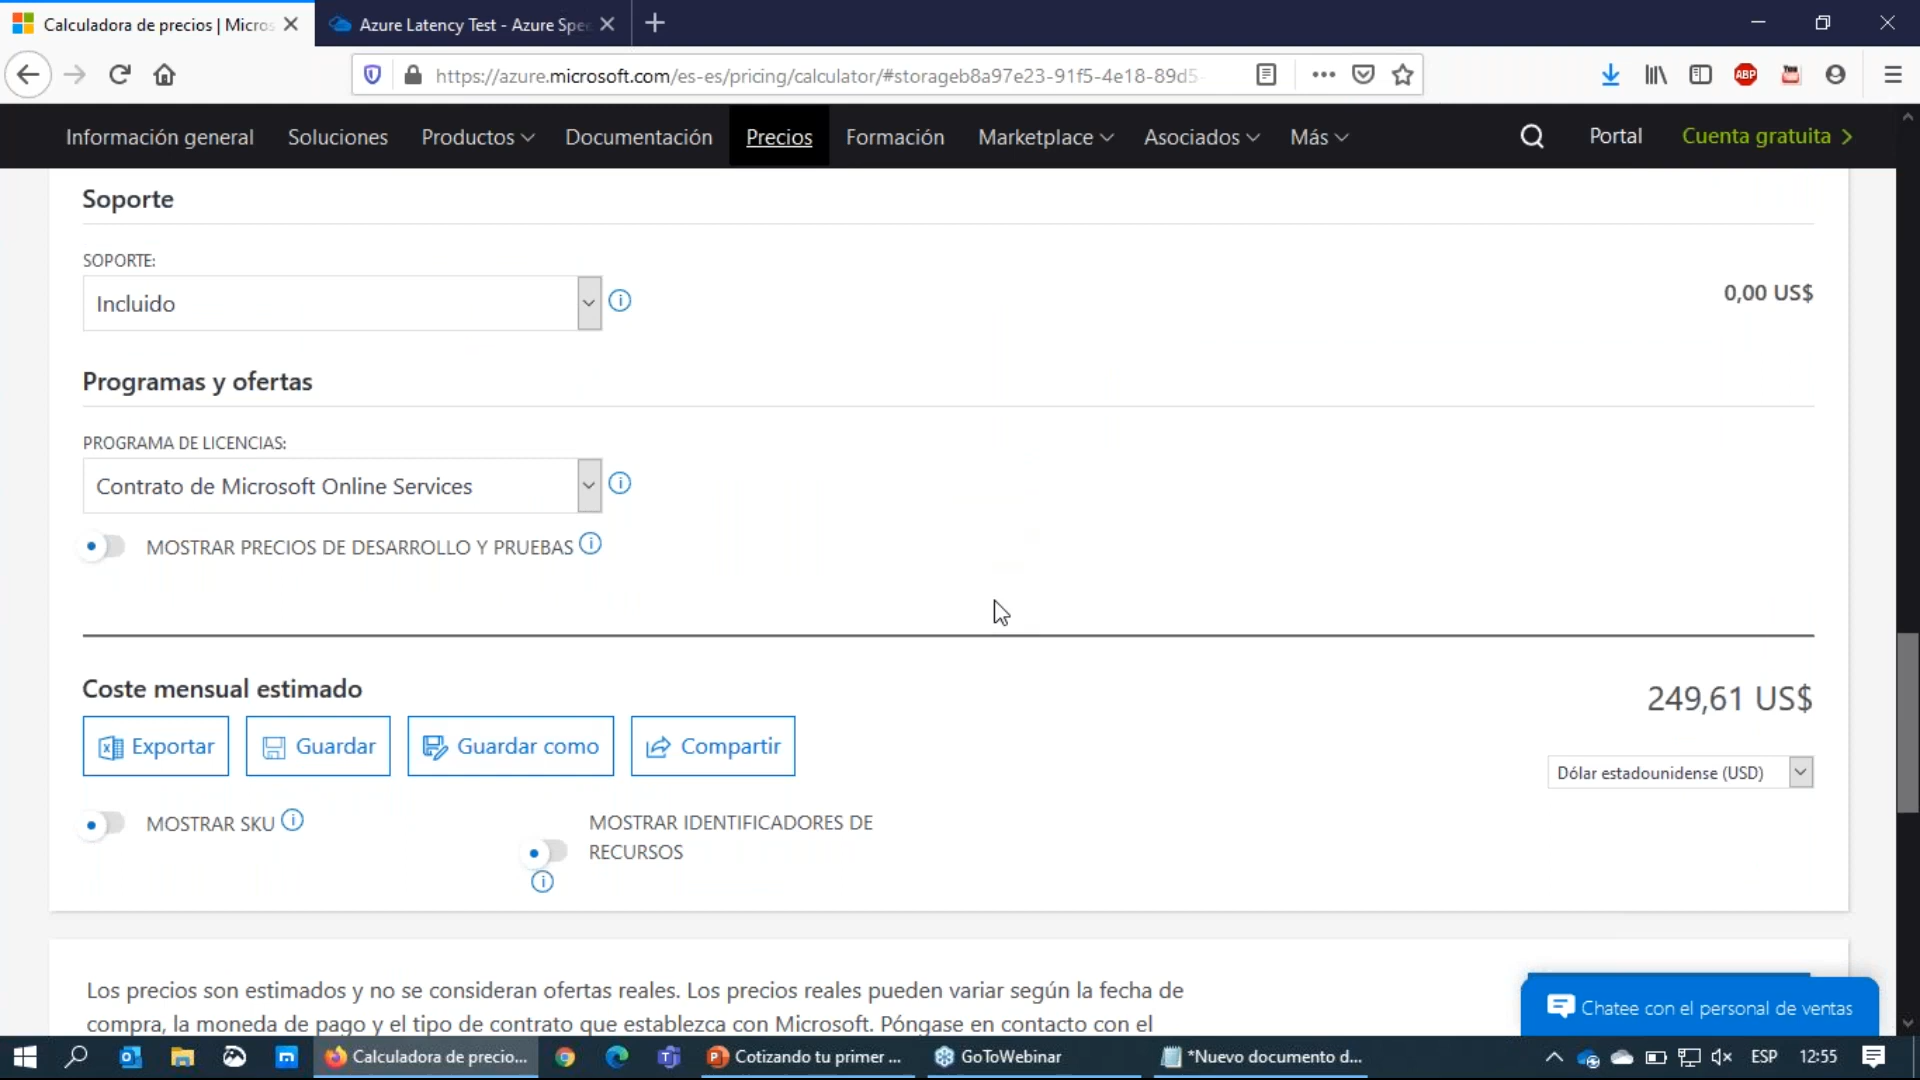 Calculadora de precios | Micros
Azure Latency Test - Azure Spe
https://azure.microsoft.com/es-es/pricing/calculator/#storageb8a97e23-91f5-4e18-89d5-
ABP
Información general
Soluciones
Productos
Documentación
Precios
Formación
Marketplace
Asociados
Más
Portal
Cuenta gratuita
Soporte
SOPORTE:
Incluido
0,00 US$
Programas y ofertas
PROGRAMA DE LICENCIAS:
Contrato de Microsoft Online Services
MOSTRAR PRECIOS DE DESARROLLO Y PRUEBAS
Coste mensual estimado
249,61 US$
Exportar
Guardar
Guardar como
Compartir
Dólar estadounidense (USD)
MOSTRAR SKU
MOSTRAR IDENTIFICADORES DE
RECURSOS
Los precios son estimados y no se consideran ofertas reales. Los precios reales pueden variar según la fecha de
compra, la moneda de pago y el tipo de contrato que establezca con Microsoft. Póngase en contacto con el
Chatee con el personal de ventas
Calculadora de precio...
Cotizando tu primer ...
GoToWebinar
*Nuevo documento d...
ESP
12:55